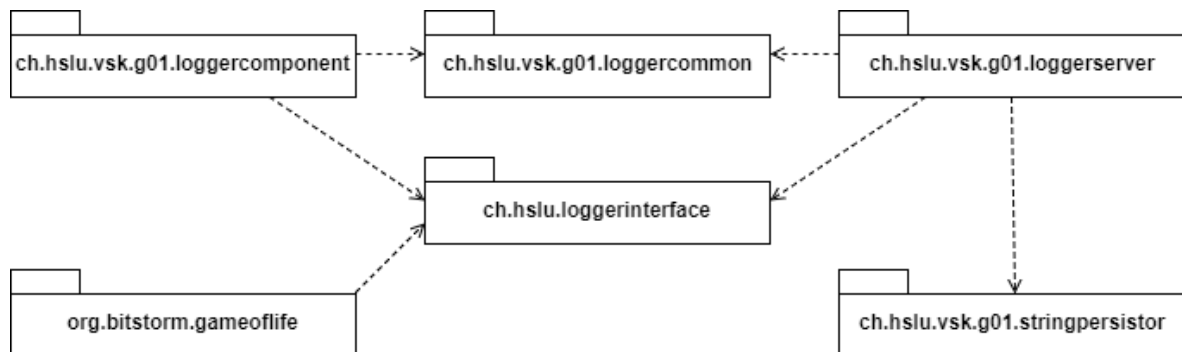 ch.hslu.vsk.g01.loggercomponent
ch.hslu.vsk.g01.loggercommon
ch.hslu.vsk.g01.loggerserver
ch.hslu.loggerinterface
org.bitstorm.gameoflife
ch.hslu.vsk.g01.stringpersistor